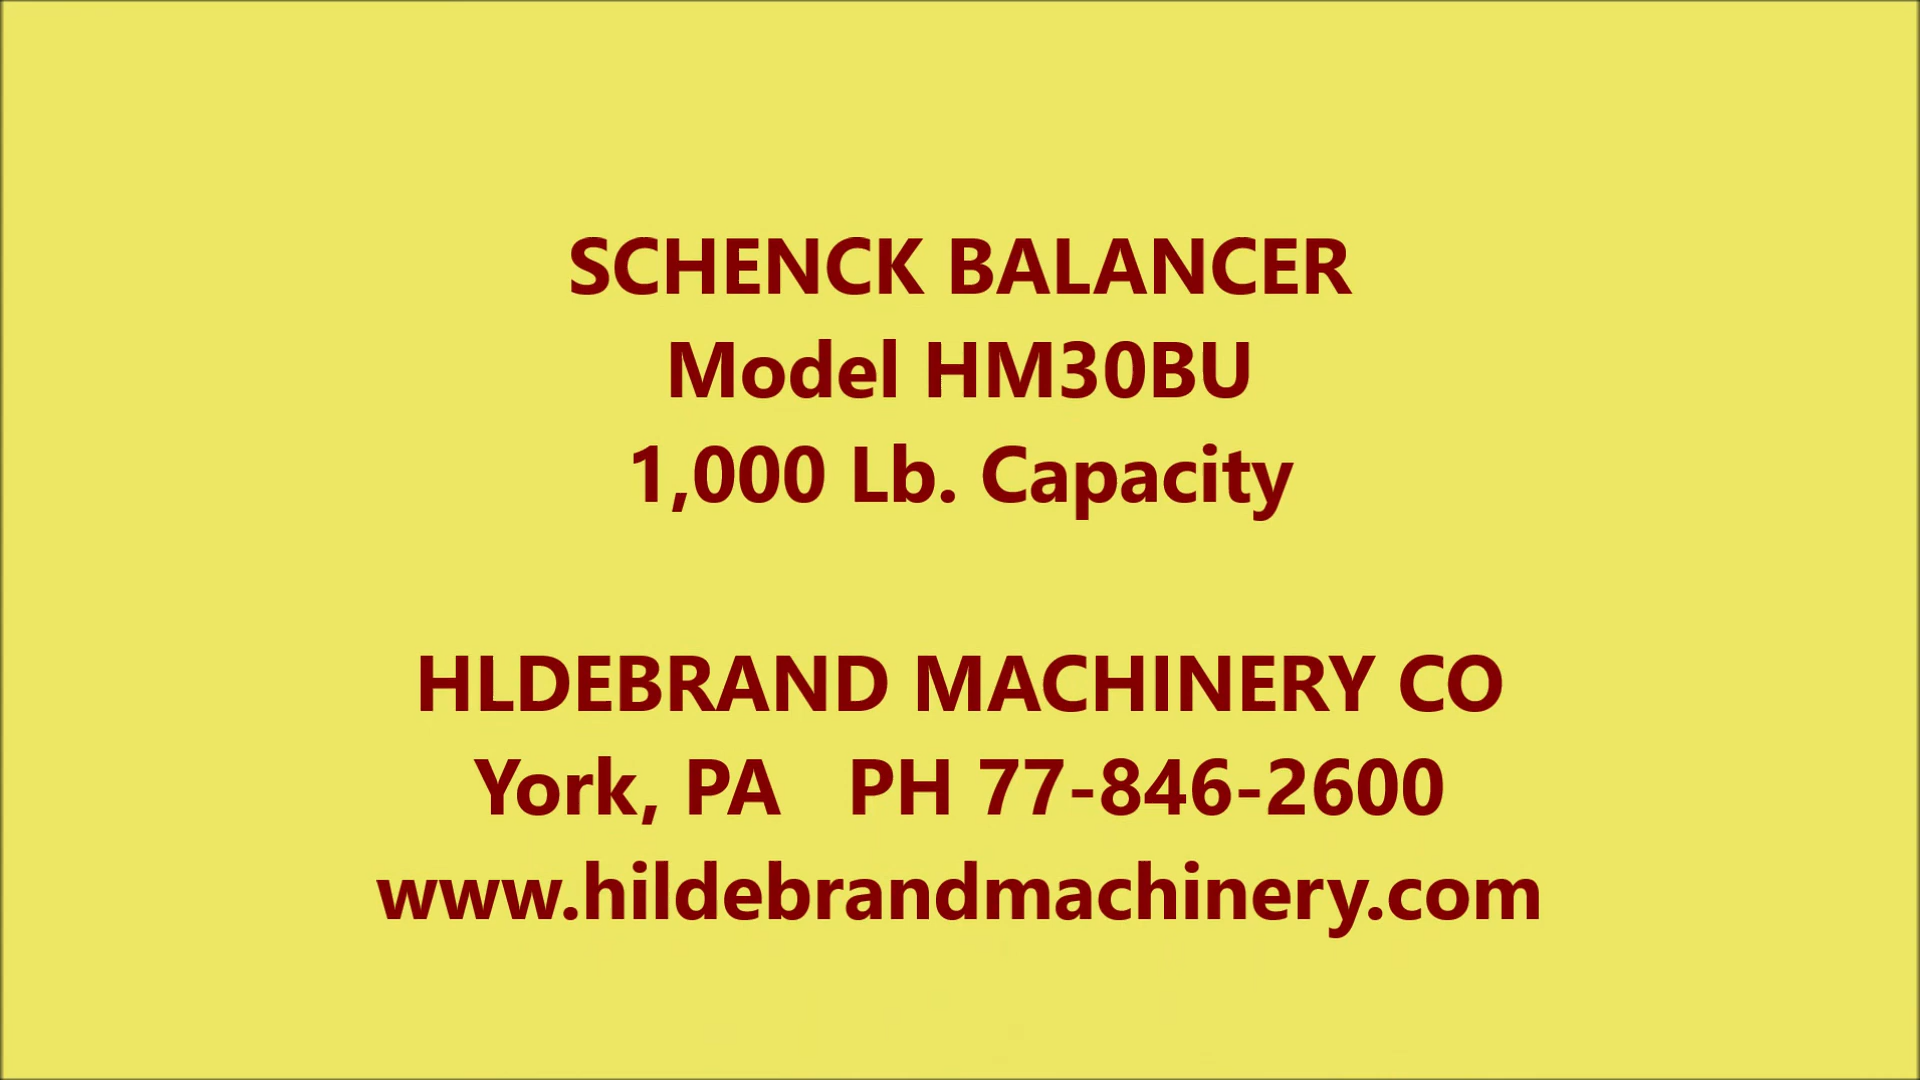 SCHENCK BALANCER
Model HM30BU
1,000 Lb. Capacity
HLDEBRAND MACHINERY CO
York, PA PH 77-846-2600
www.hildebrandmachinery.com